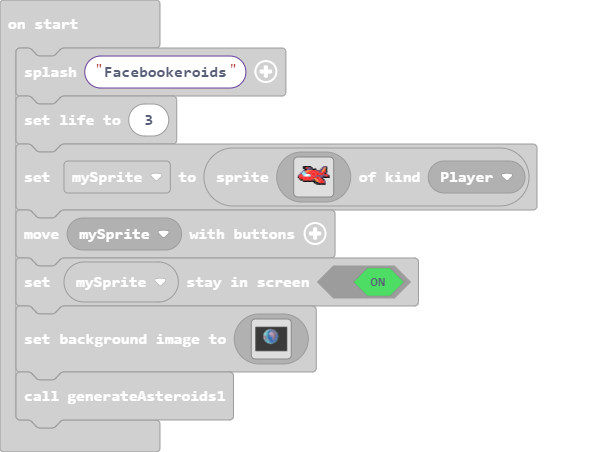 on start
splash "Facebookeroids"
set life to 3
set mySprite to sprite of kind Player
move mySprite with buttons
set mySprite stay in screen ON
set background image to
call generateAsteroids1